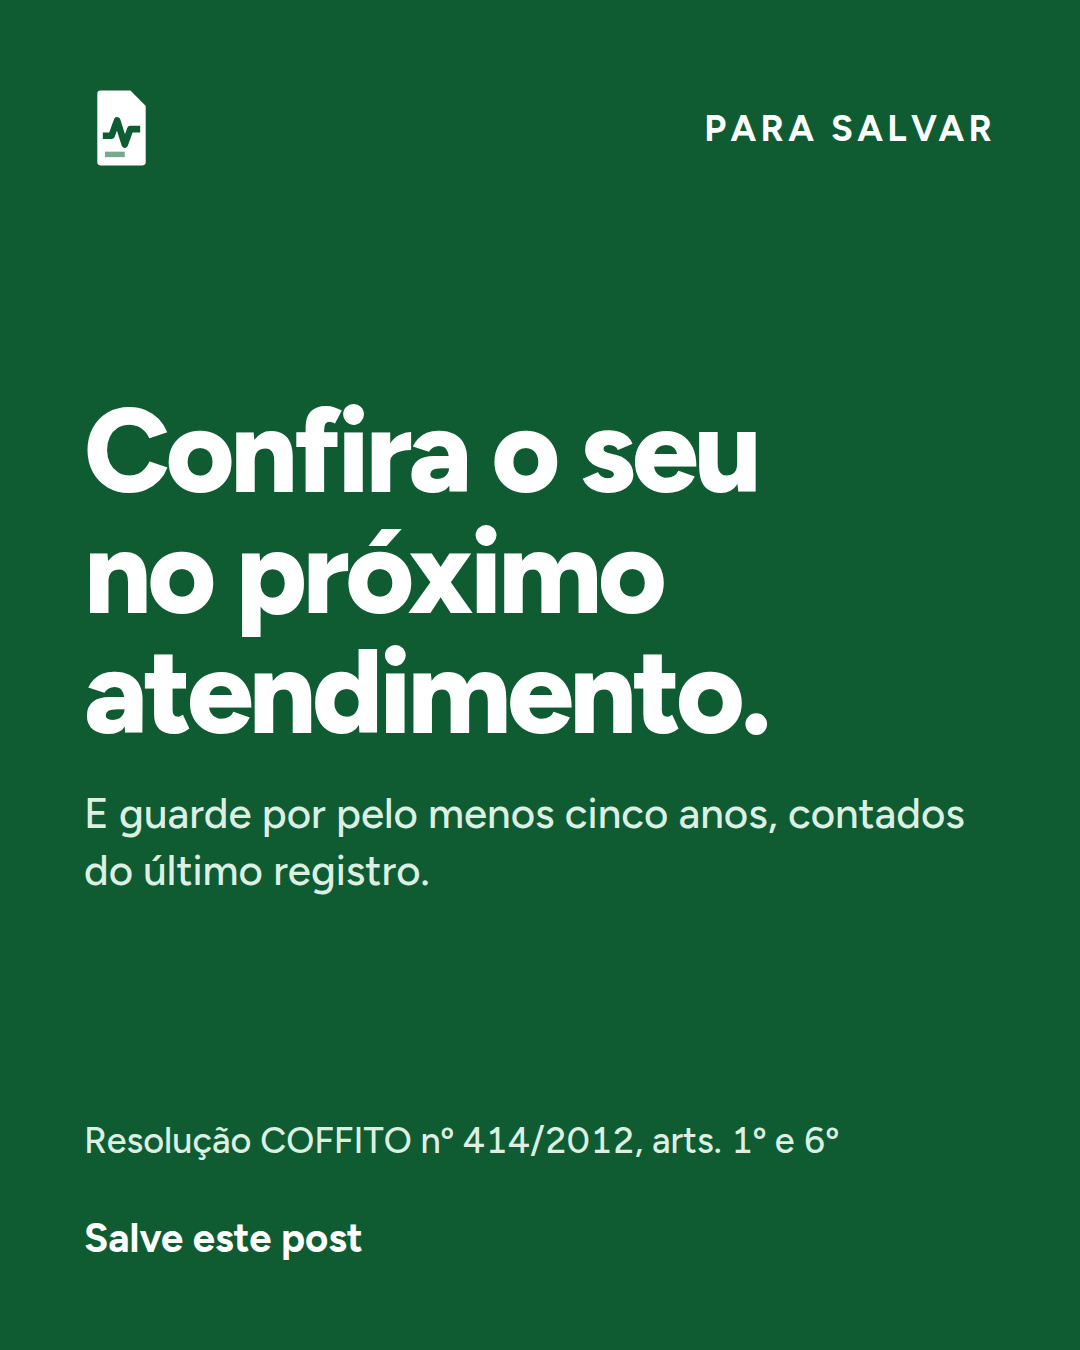 PARA SALVAR
Confira o seu
no próximo
atendimento.
E guarde por pelo menos cinco anos, contados
do último registro.
Resolução COFFITO nº 414/2012, arts. 1º e 6º
Salve este post